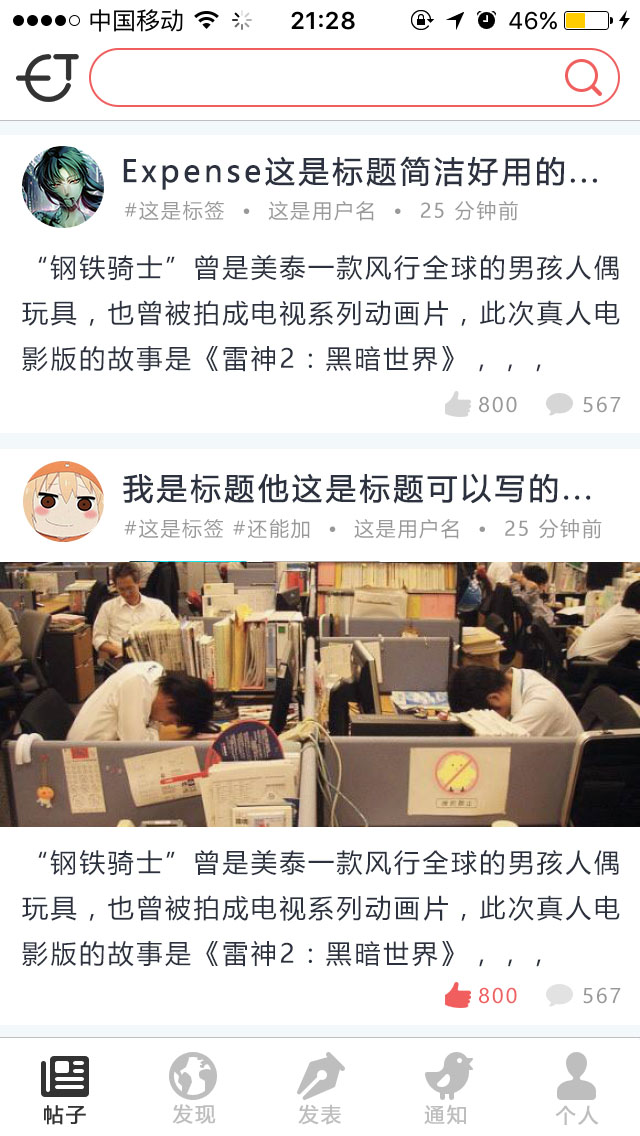 中国移动 21:28 46%
ET
Expense这是标题简洁好用的...
#这是标签 • 这是用户名 • 25 分钟前
“钢铁骑士”曾是美泰一款风行全球的男孩人偶
玩具，也曾被拍成电视系列动画片，此次真人电
影版的故事是《雷神2：黑暗世界》，，，
800 567
我是标题他这是标题可以写的...
#这是标签 #还能加 • 这是用户名 • 25 分钟前
“钢铁骑士”曾是美泰一款风行全球的男孩人偶
玩具，也曾被拍成电视系列动画片，此次真人电
影版的故事是《雷神2：黑暗世界》，，，
800 567
帖子 发现 发表 通知 个人